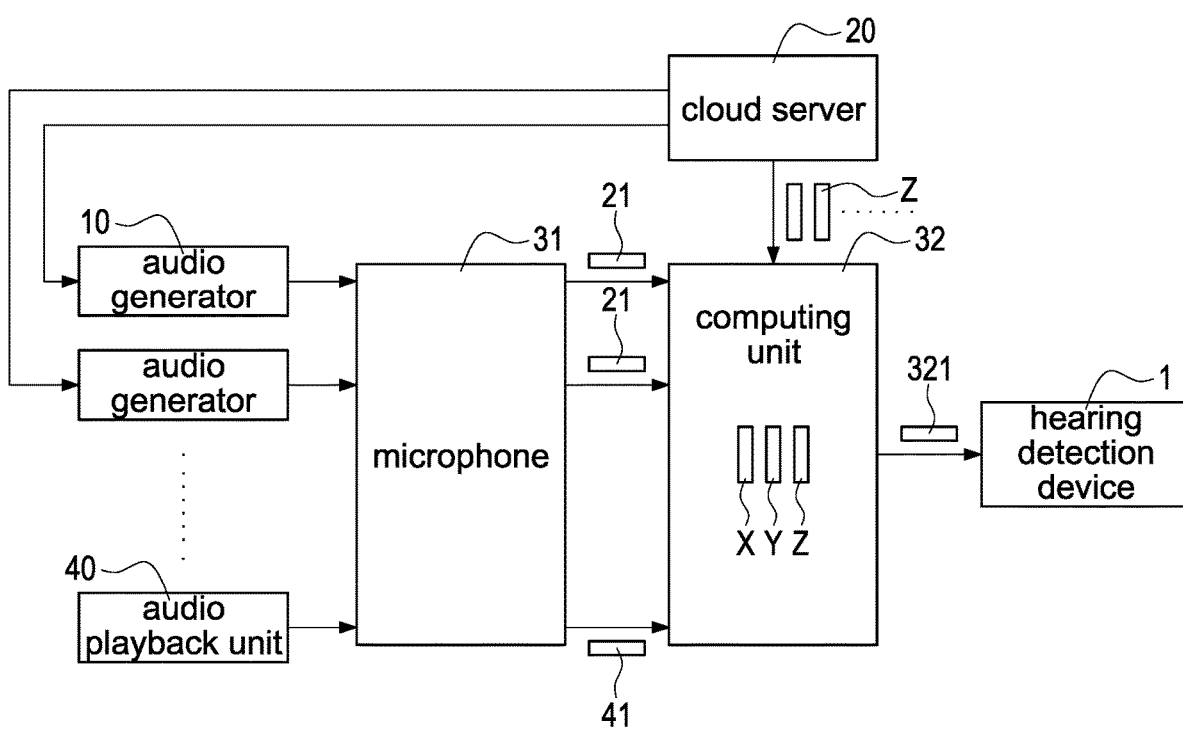 20
cloud server
21
Z
10
31
32
audio
generator
21
computing
unit
audio
generator
321
1
hearing
detection
device
microphone
X Y Z
40
audio
playback unit
41